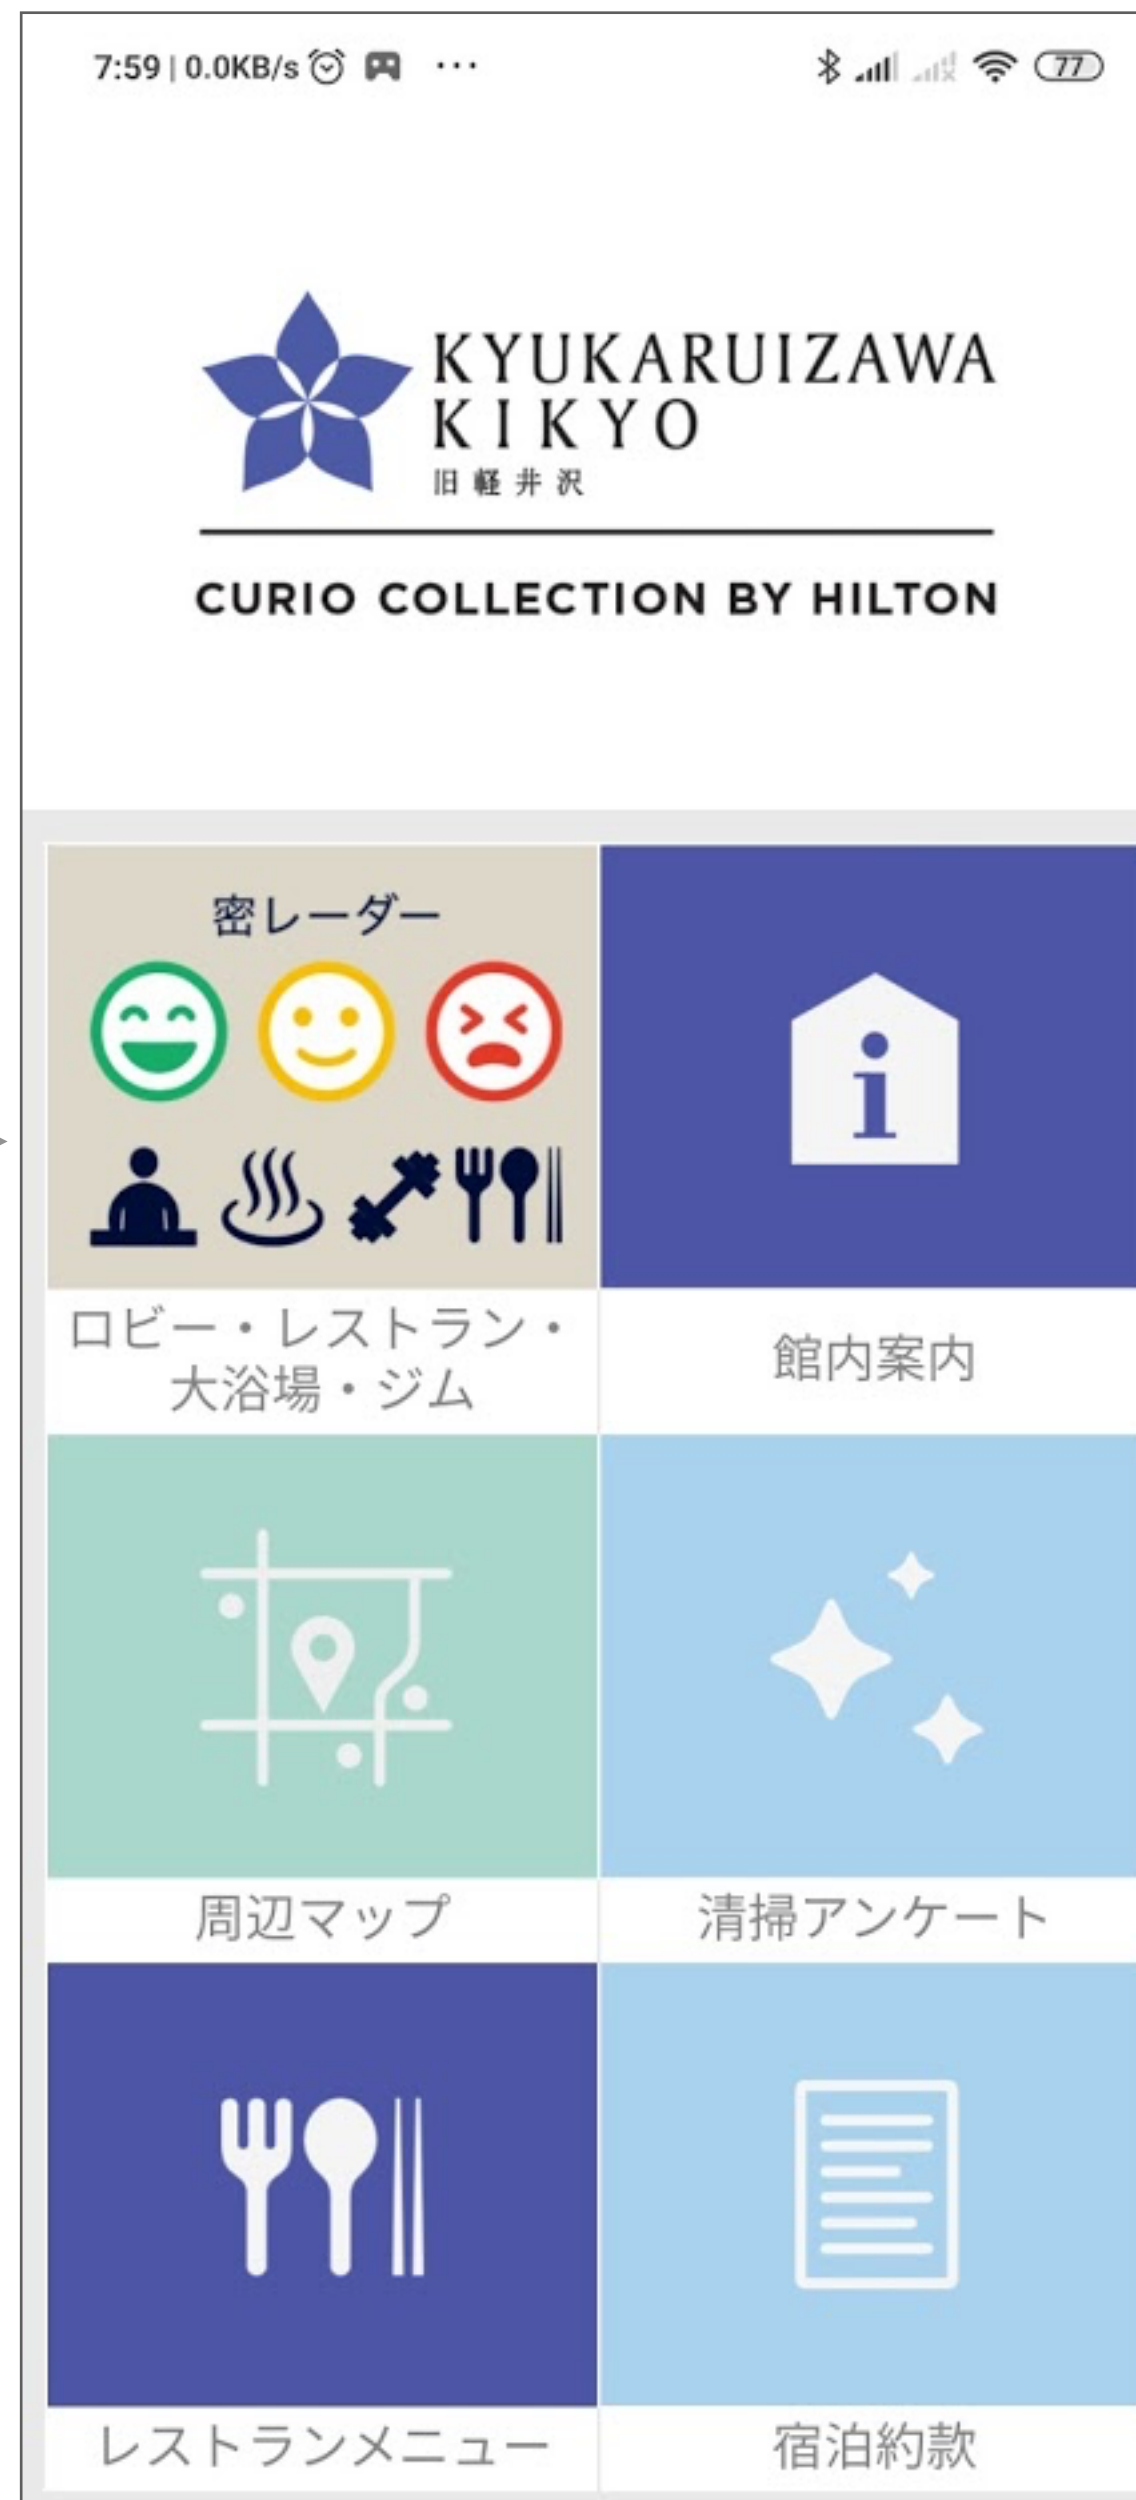 7:59 | 0.0KB/s ...
77
KYUKARUIZAWA
KIKYO
旧軽井沢
CURIO COLLECTION BY HILTON
密レーダー
i
ロビー・レストラン・
大浴場・ジム
館内案内
周辺マップ
清掃アンケート
レストランメニュー
宿泊約款